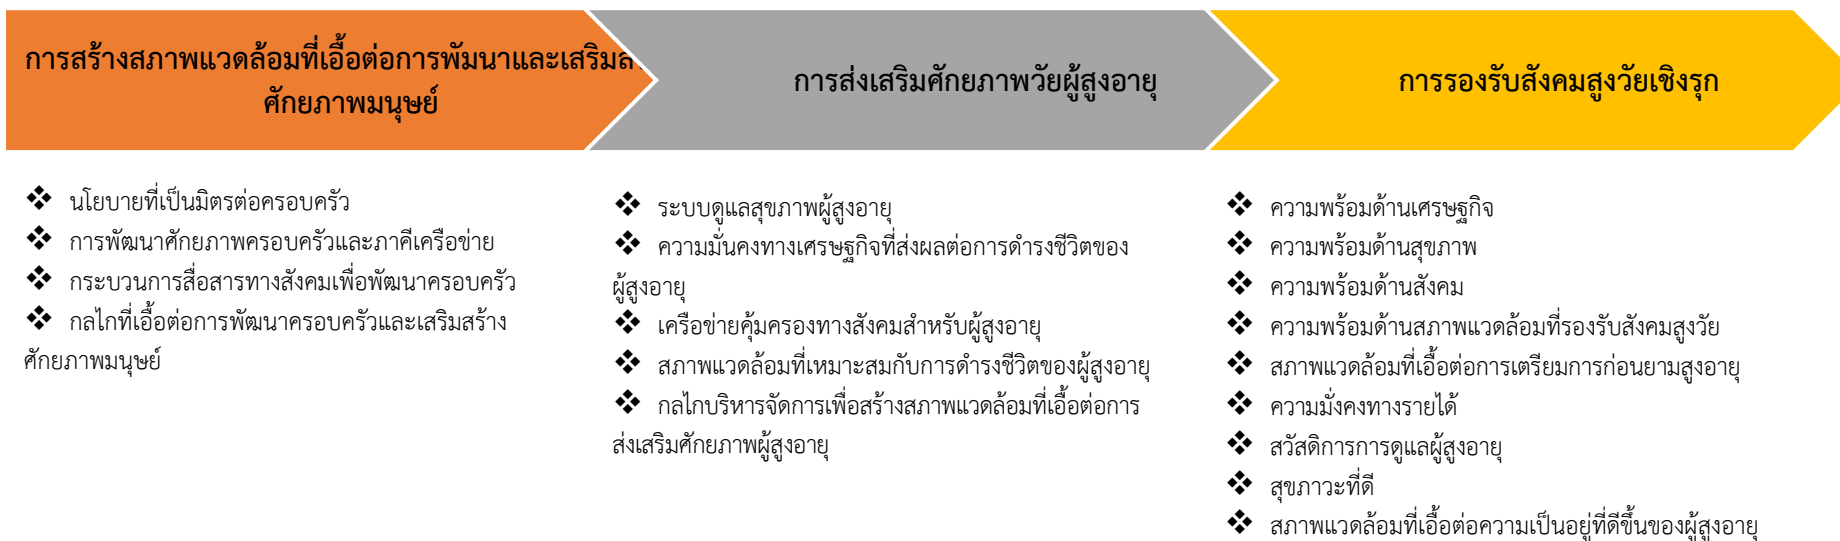 การสร้างสภาพแวดล้อมที่เอื้อต่อการพัมนาและเสริมส
ศักยภาพมนุษย์
❖ นโยบายที่เป็นมิตรต่อครอบครัว
❖ การพัฒนาศักยภาพครอบครัวและภาคีเครือข่าย
❖ กระบวนการสื่อสารทางสังคมเพื่อพัฒนาครอบครัว
❖ กลไกที่เอื้อต่อการพัฒนาครอบครัวและเสริมสร้าง
ศักยภาพมนุษย์
การส่งเสริมศักยภาพวัยผู้สูงอายุ
❖ ระบบดูแลสุขภาพผู้สูงอายุ
❖ ความมั่นคงทางเศรษฐกิจที่ส่งผลต่อการดำรงชีวิตของ
ผู้สูงอายุ
❖ เครือข่ายคุ้มครองทางสังคมสำหรับผู้สูงอายุ
❖ สภาพแวดล้อมที่เหมาะสมกับการดำรงชีวิตของผู้สูงอายุ
❖ กลไกบริหารจัดการเพื่อสร้างสภาพแวดล้อมที่เอื้อต่อการ
ส่งเสริมศักยภาพผู้สูงอายุ
การรองรับสังคมสูงวัยเชิงรุก
❖ ความพร้อมด้านเศรษฐกิจ
❖ ความพร้อมด้านสุขภาพ
❖ ความพร้อมด้านสังคม
❖ ความพร้อมด้านสภาพแวดล้อมที่รองรับสังคมสูงวัย
❖ สภาพแวดล้อมที่เอื้อต่อการเตรียมการก่อนยามสูงอายุ
❖ ความมั่งคงทางรายได้
❖ สวัสดิการการดูแลผู้สูงอายุ
❖ สุขภาวะที่ดี
❖ สภาพแวดล้อมที่เอื้อต่อความเป็นอยู่ที่ดีขึ้นของผู้สูงอายุ